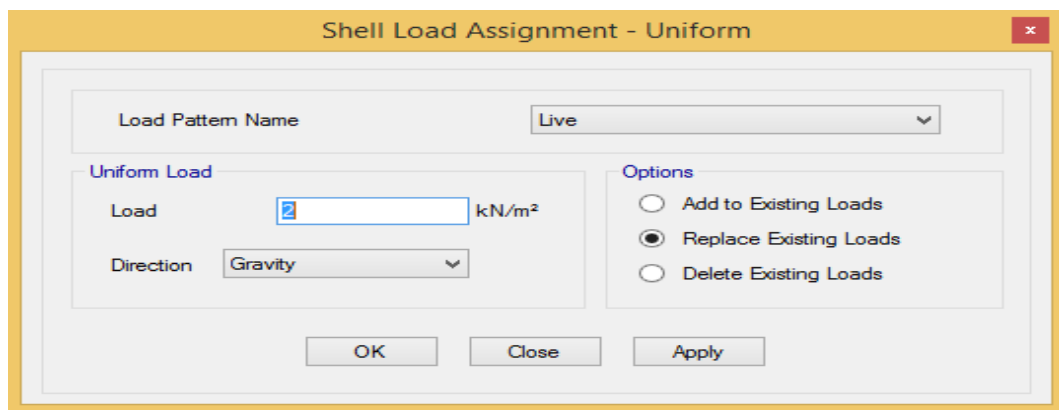 Shell Load Assignment - Uniform
x
Load Pattern Name
Live
Uniform Load
Load
2
kN/m²
Direction
Gravity
Options
Add to Existing Loads
Replace Existing Loads
Delete Existing Loads
OK
Close
Apply